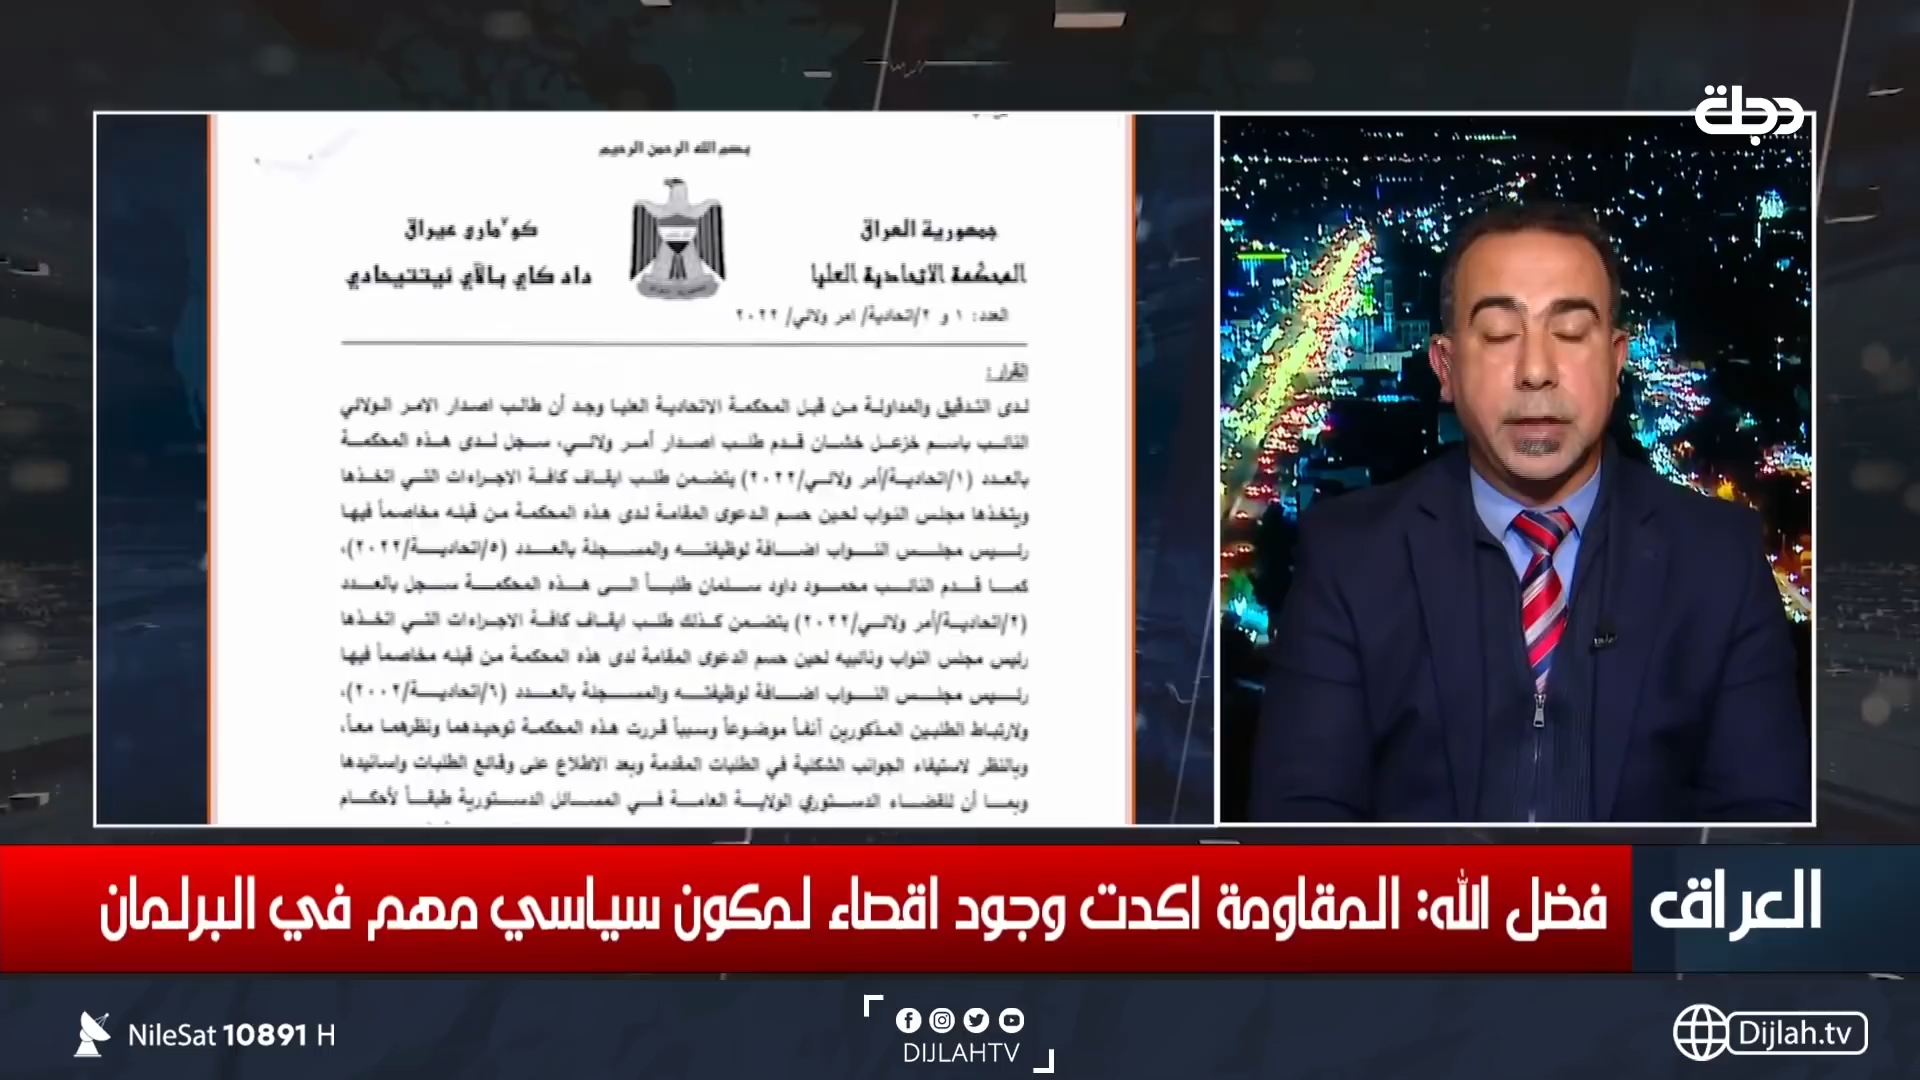 دجلة
بسم الله الرحمن الرحيم
جمهورية العراق
كۆماری عیراق
المحكمة الاتحادية العليا
داد گاي بالآي ئيتتيحادي
العدد: ١ و ٢/اتحادية/ امر ولائي/ ٢٠٢٢
القرار:
لدى التدقيق والمداولة من قبل المحكمة الاتحادية العليا وجد أن طالب اصدار الامر الولائي
النائب باسم خزعل خشان قدم طلب اصدار أمر ولائي، سجل لدى هذه المحكمة
بالعدد (١/اتحادية/أمر ولائي/٢٠٢٢) يتضمن طلب ايقاف كافة الاجراءات التي اتخذها
ويتخذها مجلس النواب لحين حسم الدعوى المقامة لدى هذه المحكمة من قبله مخاصماً فيها
رئيس مجلس النواب اضافة لوظيفته والمسجلة بالعدد (٥/اتحادية/٢٠٢٢)،
كما قدم النائب محمود داود سلمان طلباً الى هذه المحكمة سجل بالعدد
(٢/اتحادية/أمر ولائي/٢٠٢٢) يتضمن كذلك طلب ايقاف كافة الاجراءات التي اتخذها
رئيس مجلس النواب ونائبيه لحين حسم الدعوى المقامة لدى هذه المحكمة من قبله مخاصماً فيها
رئيس مجلس النواب اضافة لوظيفته والمسجلة بالعدد (٦/اتحادية/٢٠٠٢)،
ولارتباط الطلبين المذكورين أنفاً موضوعاً وسبباً قررت هذه المحكمة توحيدهما ونظرهما معاً،
وبالنظر لاستيفاء الجوانب الشكلية في الطلبات المقدمة وبعد الاطلاع على وقائع الطلبات واسانيدها
وبما أن للقضاء الدستوري الولاية العامة في المسائل الدستورية طبقاً لأحكام
العراق
فضل الله: المقاومة اكدت وجود اقصاء لمكون سياسي مهم في البرلمان
NileSat 10891 H
DIJLAHTV
Dijlah.tv